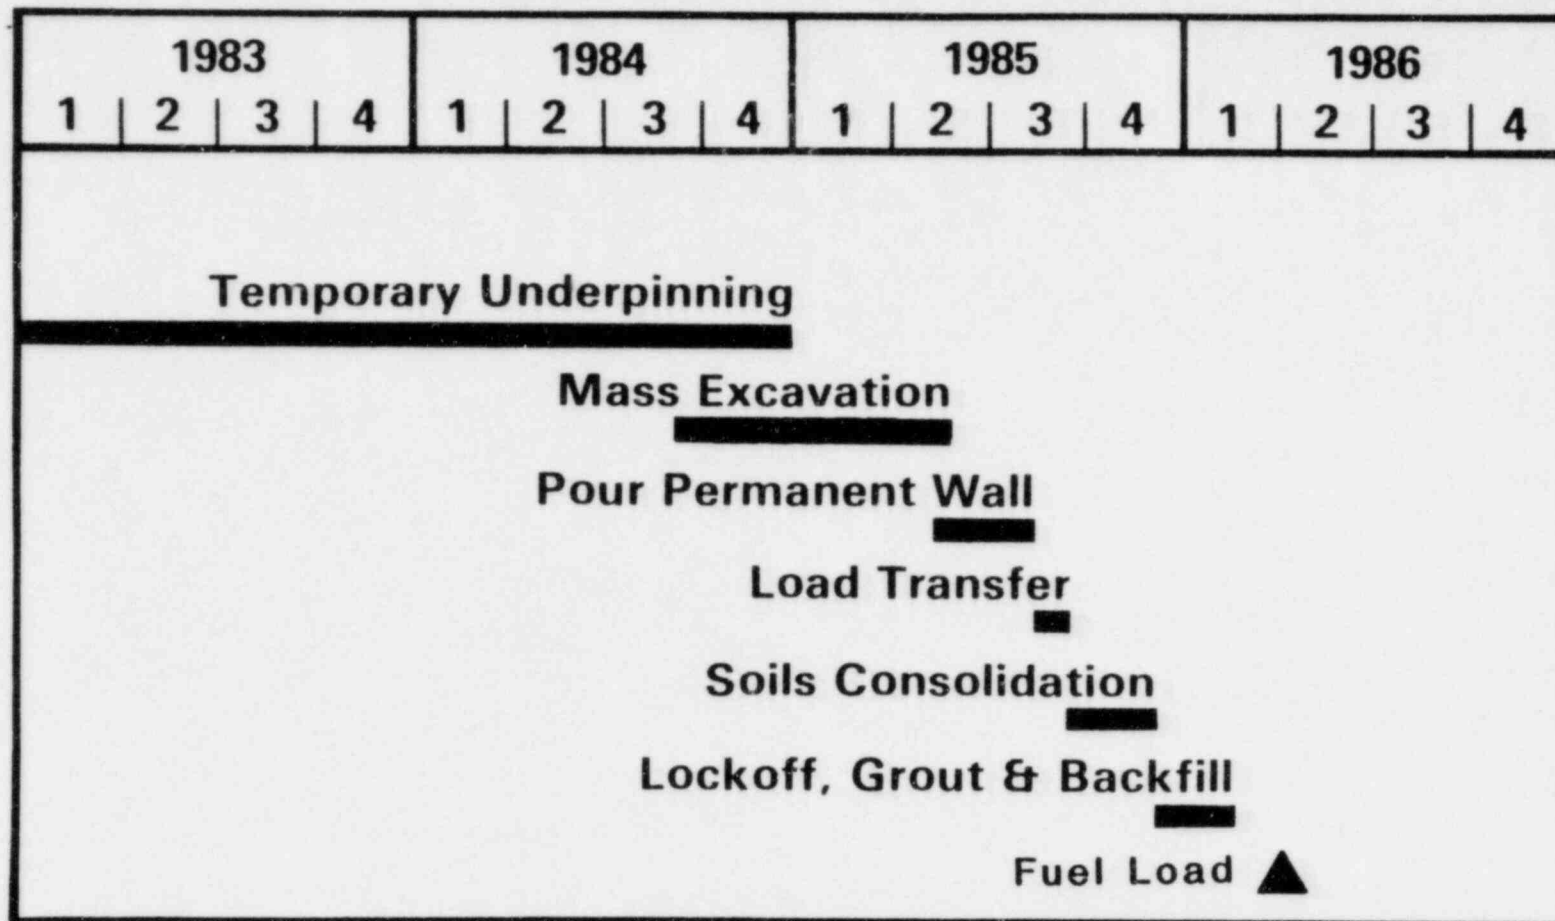 1983 1984 1985 1986
1 2 3 4 1 2 3 4 1 2 3 4 1 2 3 4
Temporary Underpinning
Mass Excavation
Pour Permanent Wall
Load Transfer
Soils Consolidation
Lockoff, Grout & Backfill
Fuel Load